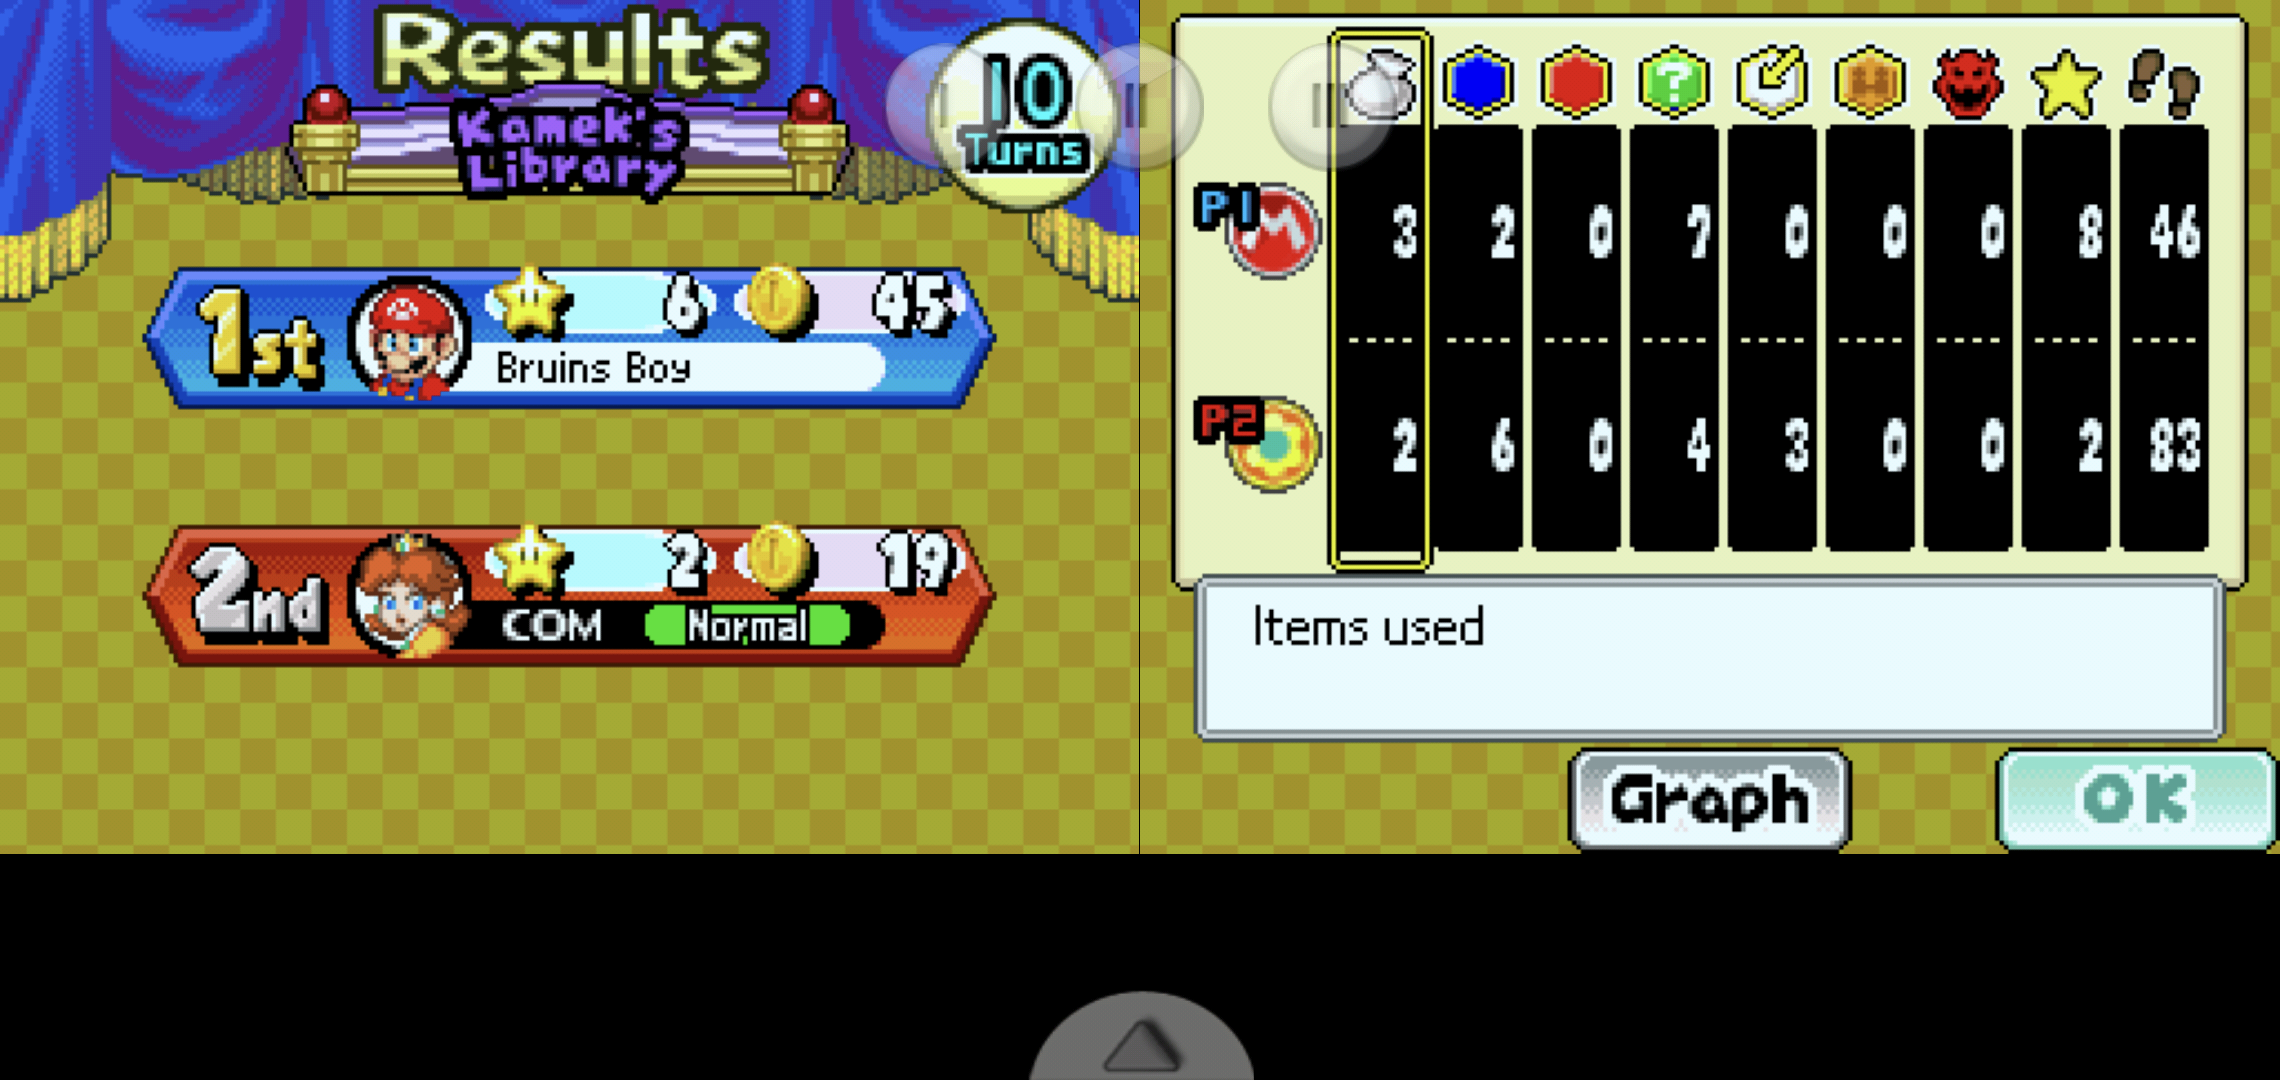 Results
Kamek's
Library
10
Turns
1st
6
45
Bruins Boy
2nd
2
19
COM
Normal
I
II
III
?
H
P1
M
3
2
0
7
0
0
0
8
46
P2
2
6
0
4
3
0
0
2
83
Items used
Graph
OK